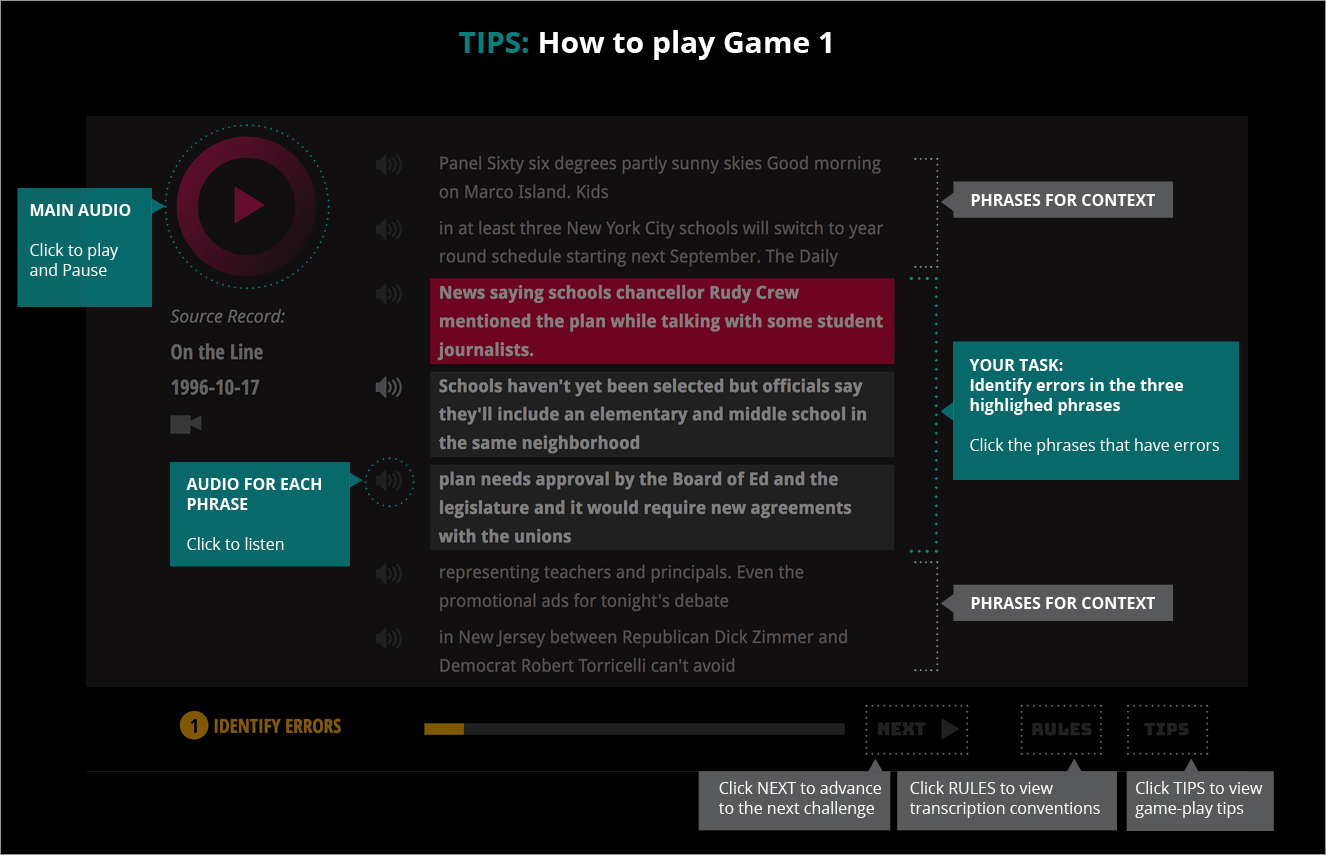 TIPS: How to play Game 1
MAIN AUDIO
Click to play
and Pause
Source Record:
On the Line
1996-10-17
AUDIO FOR EACH
PHRASE
Click to listen
Panel Sixty six degrees partly sunny skies Good morning
on Marco Island. Kids
in at least three New York City schools will switch to year
round schedule starting next September. The Daily
News saying schools chancellor Rudy Crew
mentioned the plan while talking with some student
journalists.
Schools haven't yet been selected but officials say
they'll include an elementary and middle school in
the same neighborhood
plan needs approval by the Board of Ed and the
legislature and it would require new agreements
with the unions
representing teachers and principals. Even the
promotional ads for tonight's debate
in New Jersey between Republican Dick Zimmer and
Democrat Robert Torricelli can't avoid
PHRASES FOR CONTEXT
YOUR TASK:
Identify errors in the three
highlighed phrases
Click the phrases that have errors
PHRASES FOR CONTEXT
1 IDENTIFY ERRORS
NEXT
RULES
TIPS
Click NEXT to advance
to the next challenge
Click RULES to view
transcription conventions
Click TIPS to view
game-play tips